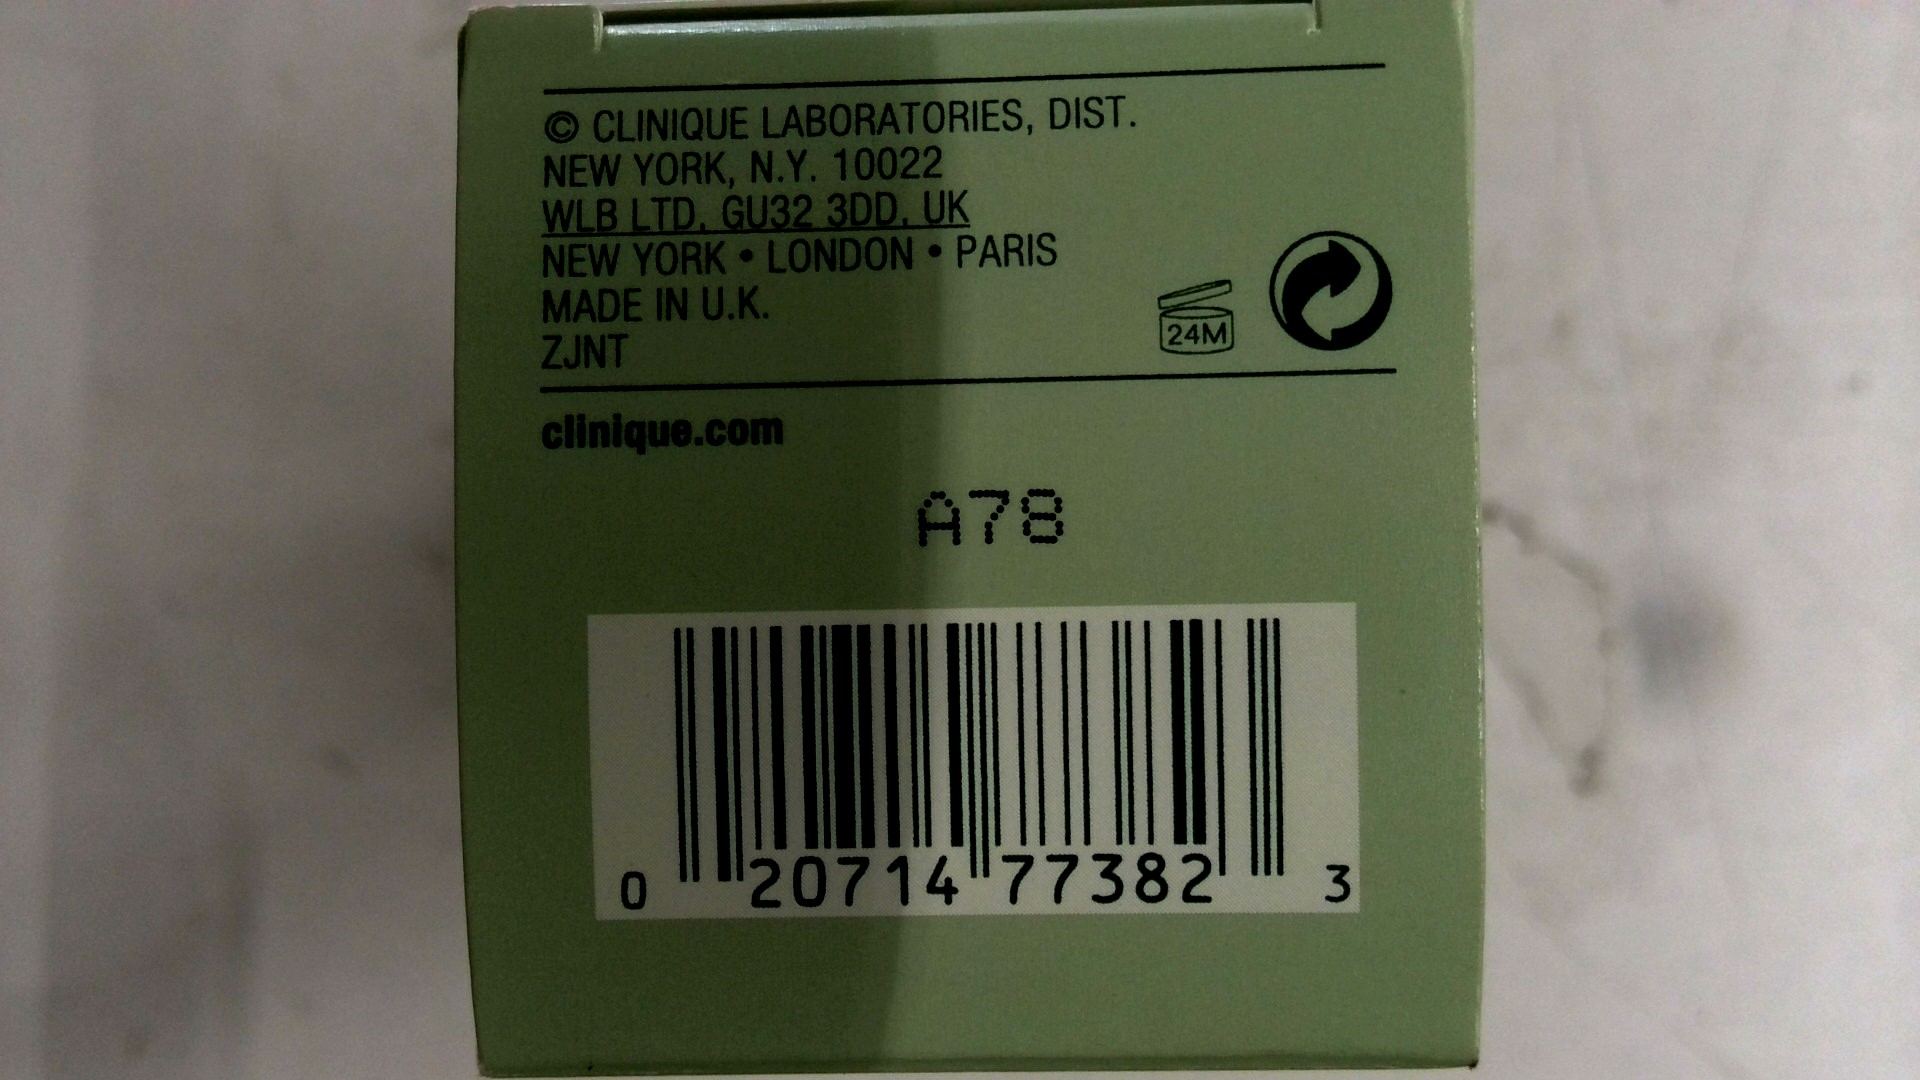 © CLINIQUE LABORATORIES, DIST.
NEW YORK, N.Y. 10022
WLB LTD, GU32 3DD, UK
NEW YORK • LONDON • PARIS
MADE IN U.K.
ZJNT
24M
clinique.com
A78
0 20714 77382 3